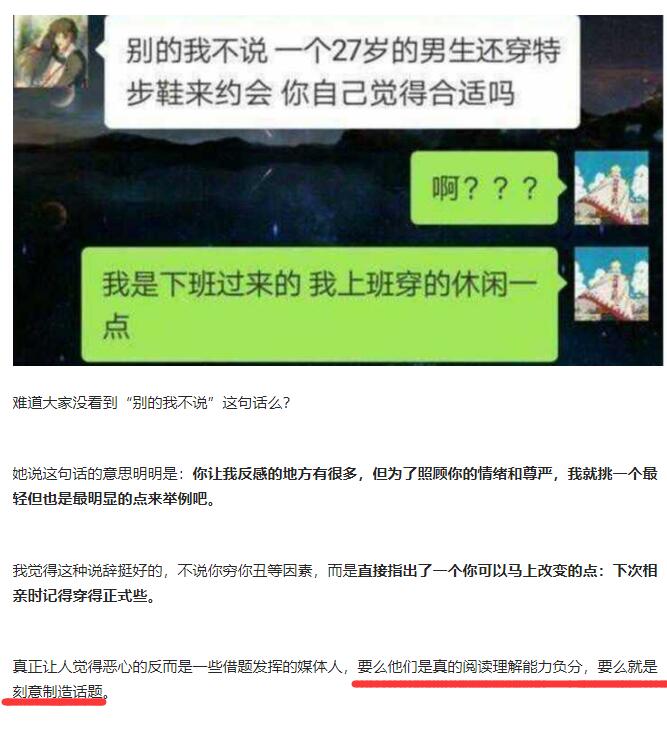 别的我不说 一个27岁的男生还穿特
步鞋来约会 你自己觉得合适吗
啊？？？
我是下班过来的 我上班穿的休闲一
点
难道大家没看到“别的我不说”这句话么？
她说这句话的意思明明是：你让我反感的地方有很多，但为了照顾你的情绪和尊严，我就挑一个最
轻但也是最明显的点来举例吧。
我觉得这种说辞挺好的，不说你穷你丑等因素，而是直接指出了一个你可以马上改变的点：下次相
亲时记得穿得正式些。
真正让人觉得恶心的反而是一些借题发挥的媒体人，要么他们是真的阅读理解能力负分，要么就是
刻意制造话题。